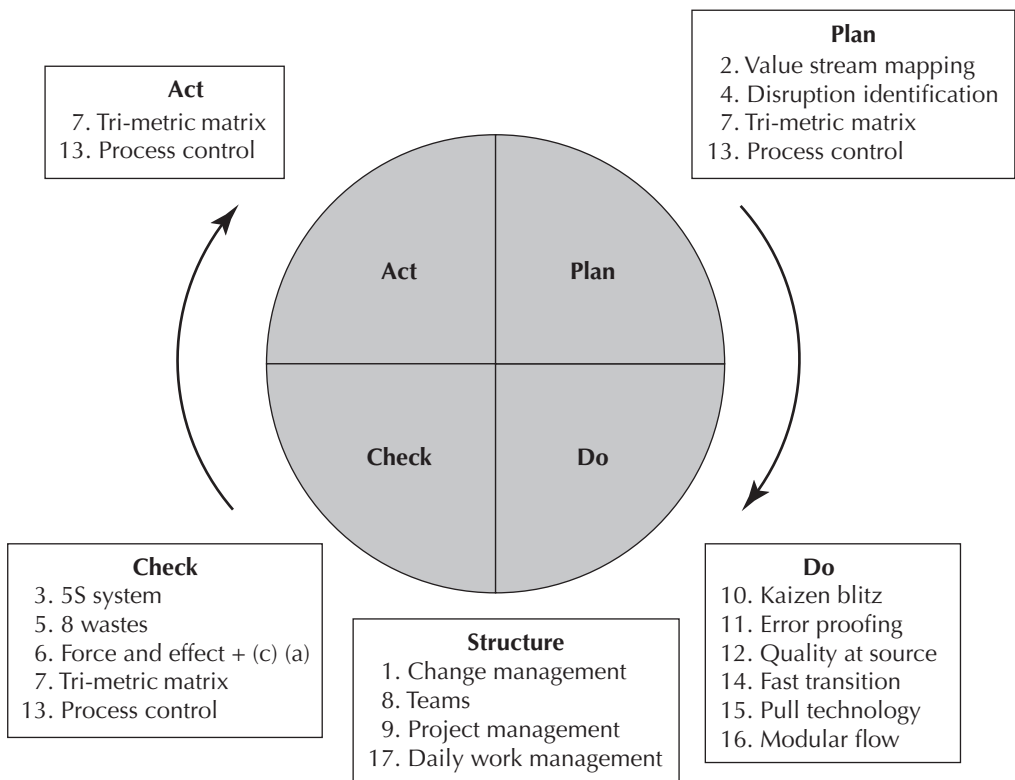 Plan
2. Value stream mapping
4. Disruption identification
7. Tri-metric matrix
13. Process control
Act
7. Tri-metric matrix
13. Process control
Act
Plan
Check
Do
Check
3. 5S system
5. 8 wastes
6. Force and effect + (c) (a)
7. Tri-metric matrix
13. Process control
Structure
1. Change management
8. Teams
9. Project management
17. Daily work management
Do
10. Kaizen blitz
11. Error proofing
12. Quality at source
14. Fast transition
15. Pull technology
16. Modular flow